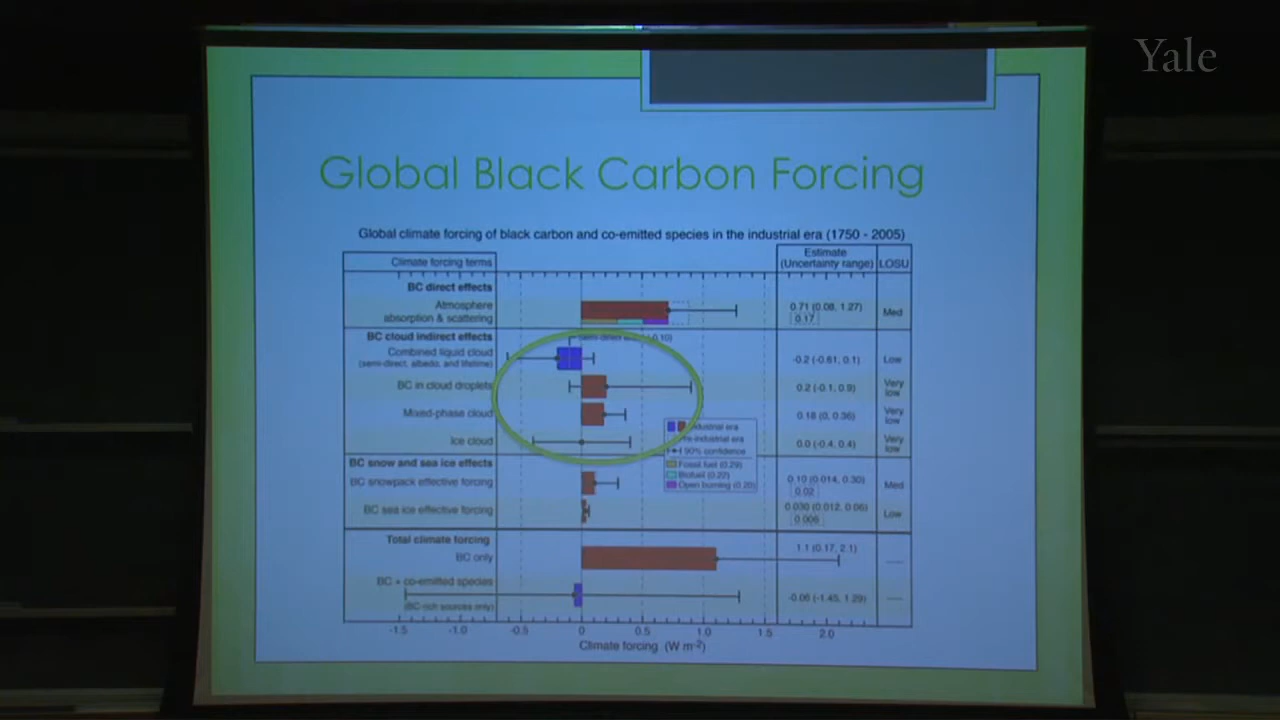 Yale
Global Black Carbon Forcing
Global climate forcing of black carbon and co-emitted species in the industrial era (1750 - 2005)
Climate forcing terms
Estimate
(Uncertainty range)
LOSU
BC direct effects
Atmosphere
absorption & scattering
0.71 (0.08, 1.27)
0.17
Med
BC cloud indirect effects
Combined liquid cloud
(semi-direct, albedo, and lifetime)
-0.2 (-0.61, 0.1)
Low
BC in cloud droplets
0.2 (-0.1, 0.9)
Very
low
Mixed-phase cloud
0.18 (0, 0.36)
Very
low
Ice cloud
0.0 (-0.4, 0.4)
Very
low
industrial era
industrial era
90% confidence
Fossil fuel (0.29)
Biofuel (0.22)
Open burning (0.20)
BC snow and sea ice effects
BC snowpack effective forcing
0.10 (0.014, 0.30)
0.02
Med
BC sea ice effective forcing
0.030 (0.012, 0.06)
0.006
Low
Total climate forcing
BC only
1.1 (0.17, 2.1)
BC + co-emitted species
(BC-rich sources only)
-0.06 (-1.45, 1.29)
-1.5 -1.0 -0.5 0 0.5 1.0 1.5 2.0
Climate forcing (W m-2)